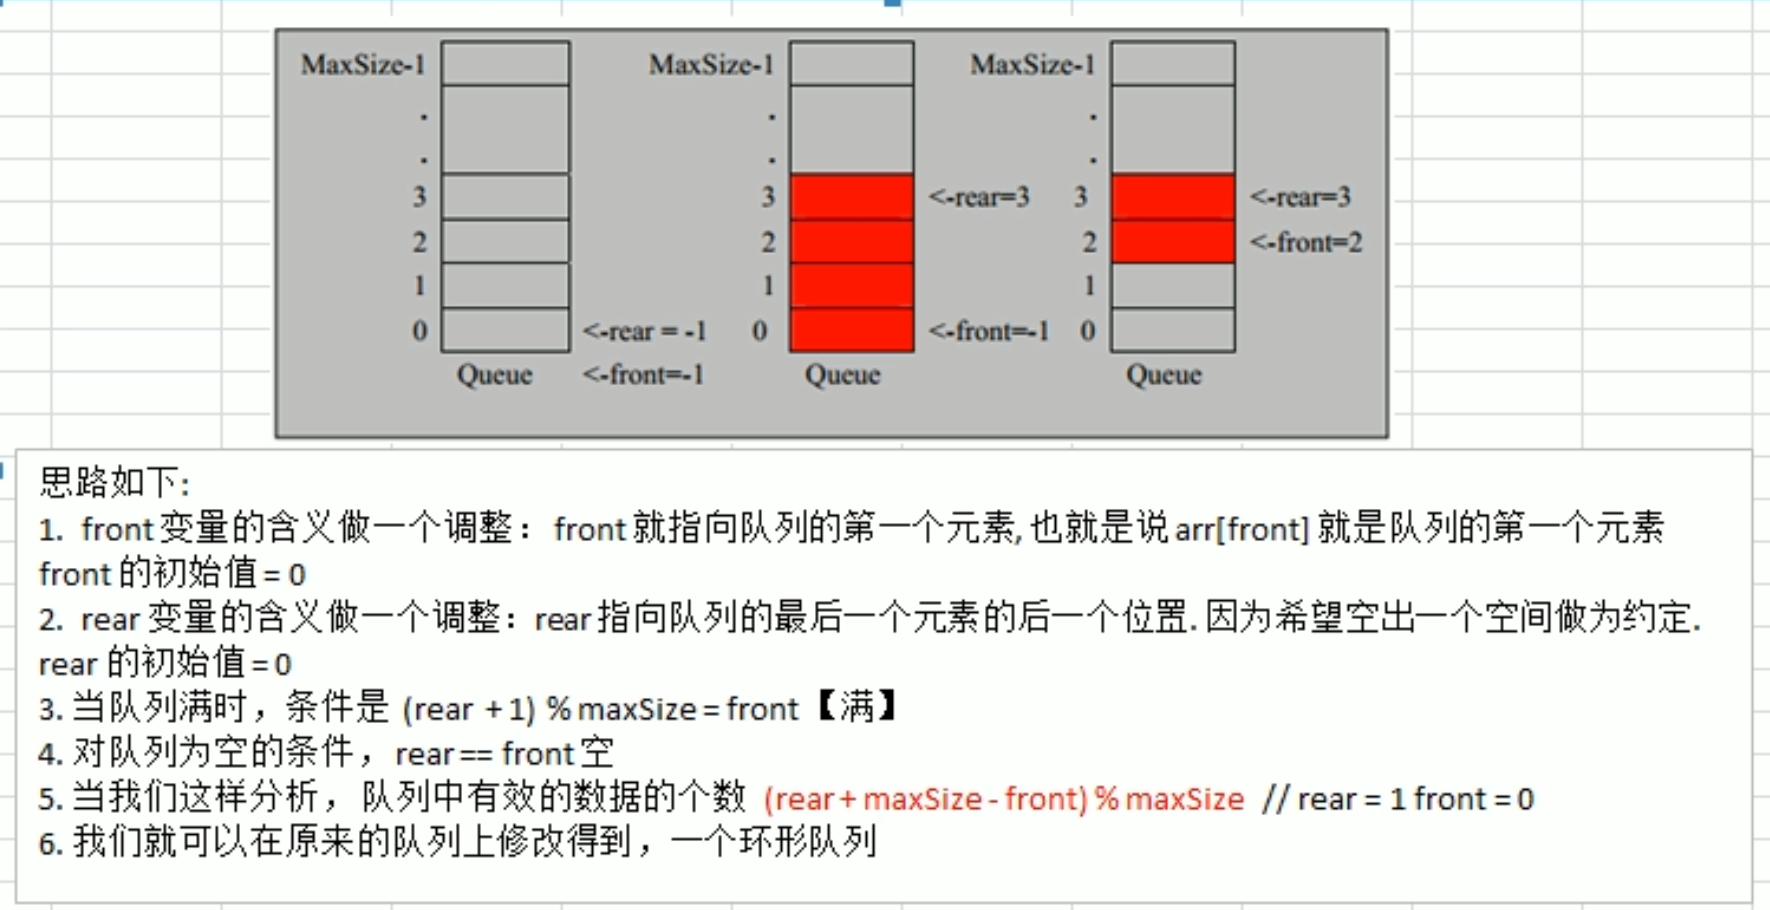 MaxSize-1 MaxSize-1 MaxSize-1
. . .
. . .
3 3 <-rear=3 3 <-rear=3
2 2 2 <-front=2
1 1 1
0 <-rear = -1 0 <-front=-1 0
Queue <-front=-1 Queue Queue
思路如下:
1. front 变量的含义做一个调整： front 就指向队列的第一个元素, 也就是说 arr[front] 就是队列的第一个元素
front 的初始值 = 0
2. rear 变量的含义做一个调整：rear 指向队列的最后一个元素的后一个位置. 因为希望空出一个空间做为约定.
rear 的初始值 = 0
3. 当队列满时，条件是 (rear + 1) % maxSize = front 【满】
4. 对队列为空的条件， rear == front 空
5. 当我们这样分析， 队列中有效的数据的个数 (rear + maxSize - front) % maxSize // rear = 1 front = 0
6. 我们就可以在原来的队列上修改得到，一个环形队列